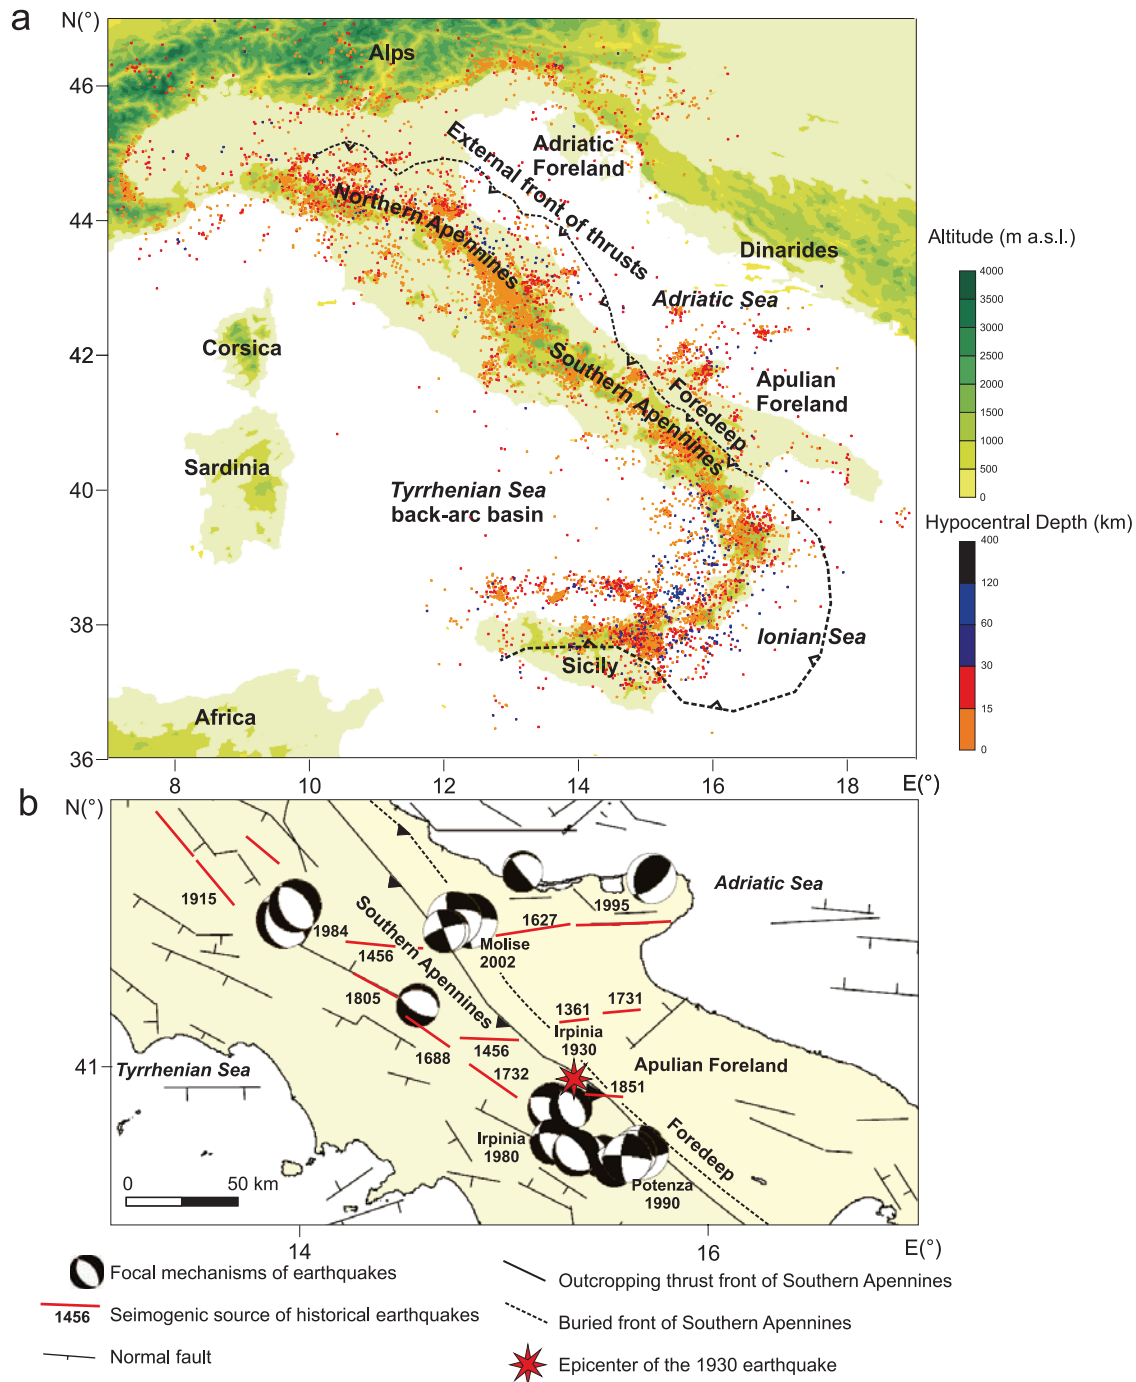 a
N(°)
46
44
42
40
38
36
8
10
12
14
16
18
E(°)
Alps
Adriatic
Foreland
External front of thrusts
Northern Apennines
Dinarides
Adriatic Sea
Corsica
Southern Apennines
Foredeep
Apulian
Foreland
Sardinia
Tyrrhenian Sea
back-arc basin
Ionian Sea
Sicily
Africa
Altitude (m a.s.l.)
4000
3500
3000
2500
2000
1500
1000
500
0
Hypocentral Depth (km)
400
120
60
30
15
0
b
N(°)
41
14
16
E(°)
1915
1984
1456
Southern Apennines
Molise
2002
1627
1995
Adriatic Sea
1805
1688
1456
1732
1361
1731
Irpinia
1930
Apulian Foreland
1851
Tyrrhenian Sea
Irpinia
1980
Foredeep
Potenza
1990
0
50 km
Focal mechanisms of earthquakes
1456
Seimogenic source of historical earthquakes
Normal fault
Outcropping thrust front of Southern Apennines
Buried front of Southern Apennines
Epicenter of the 1930 earthquake